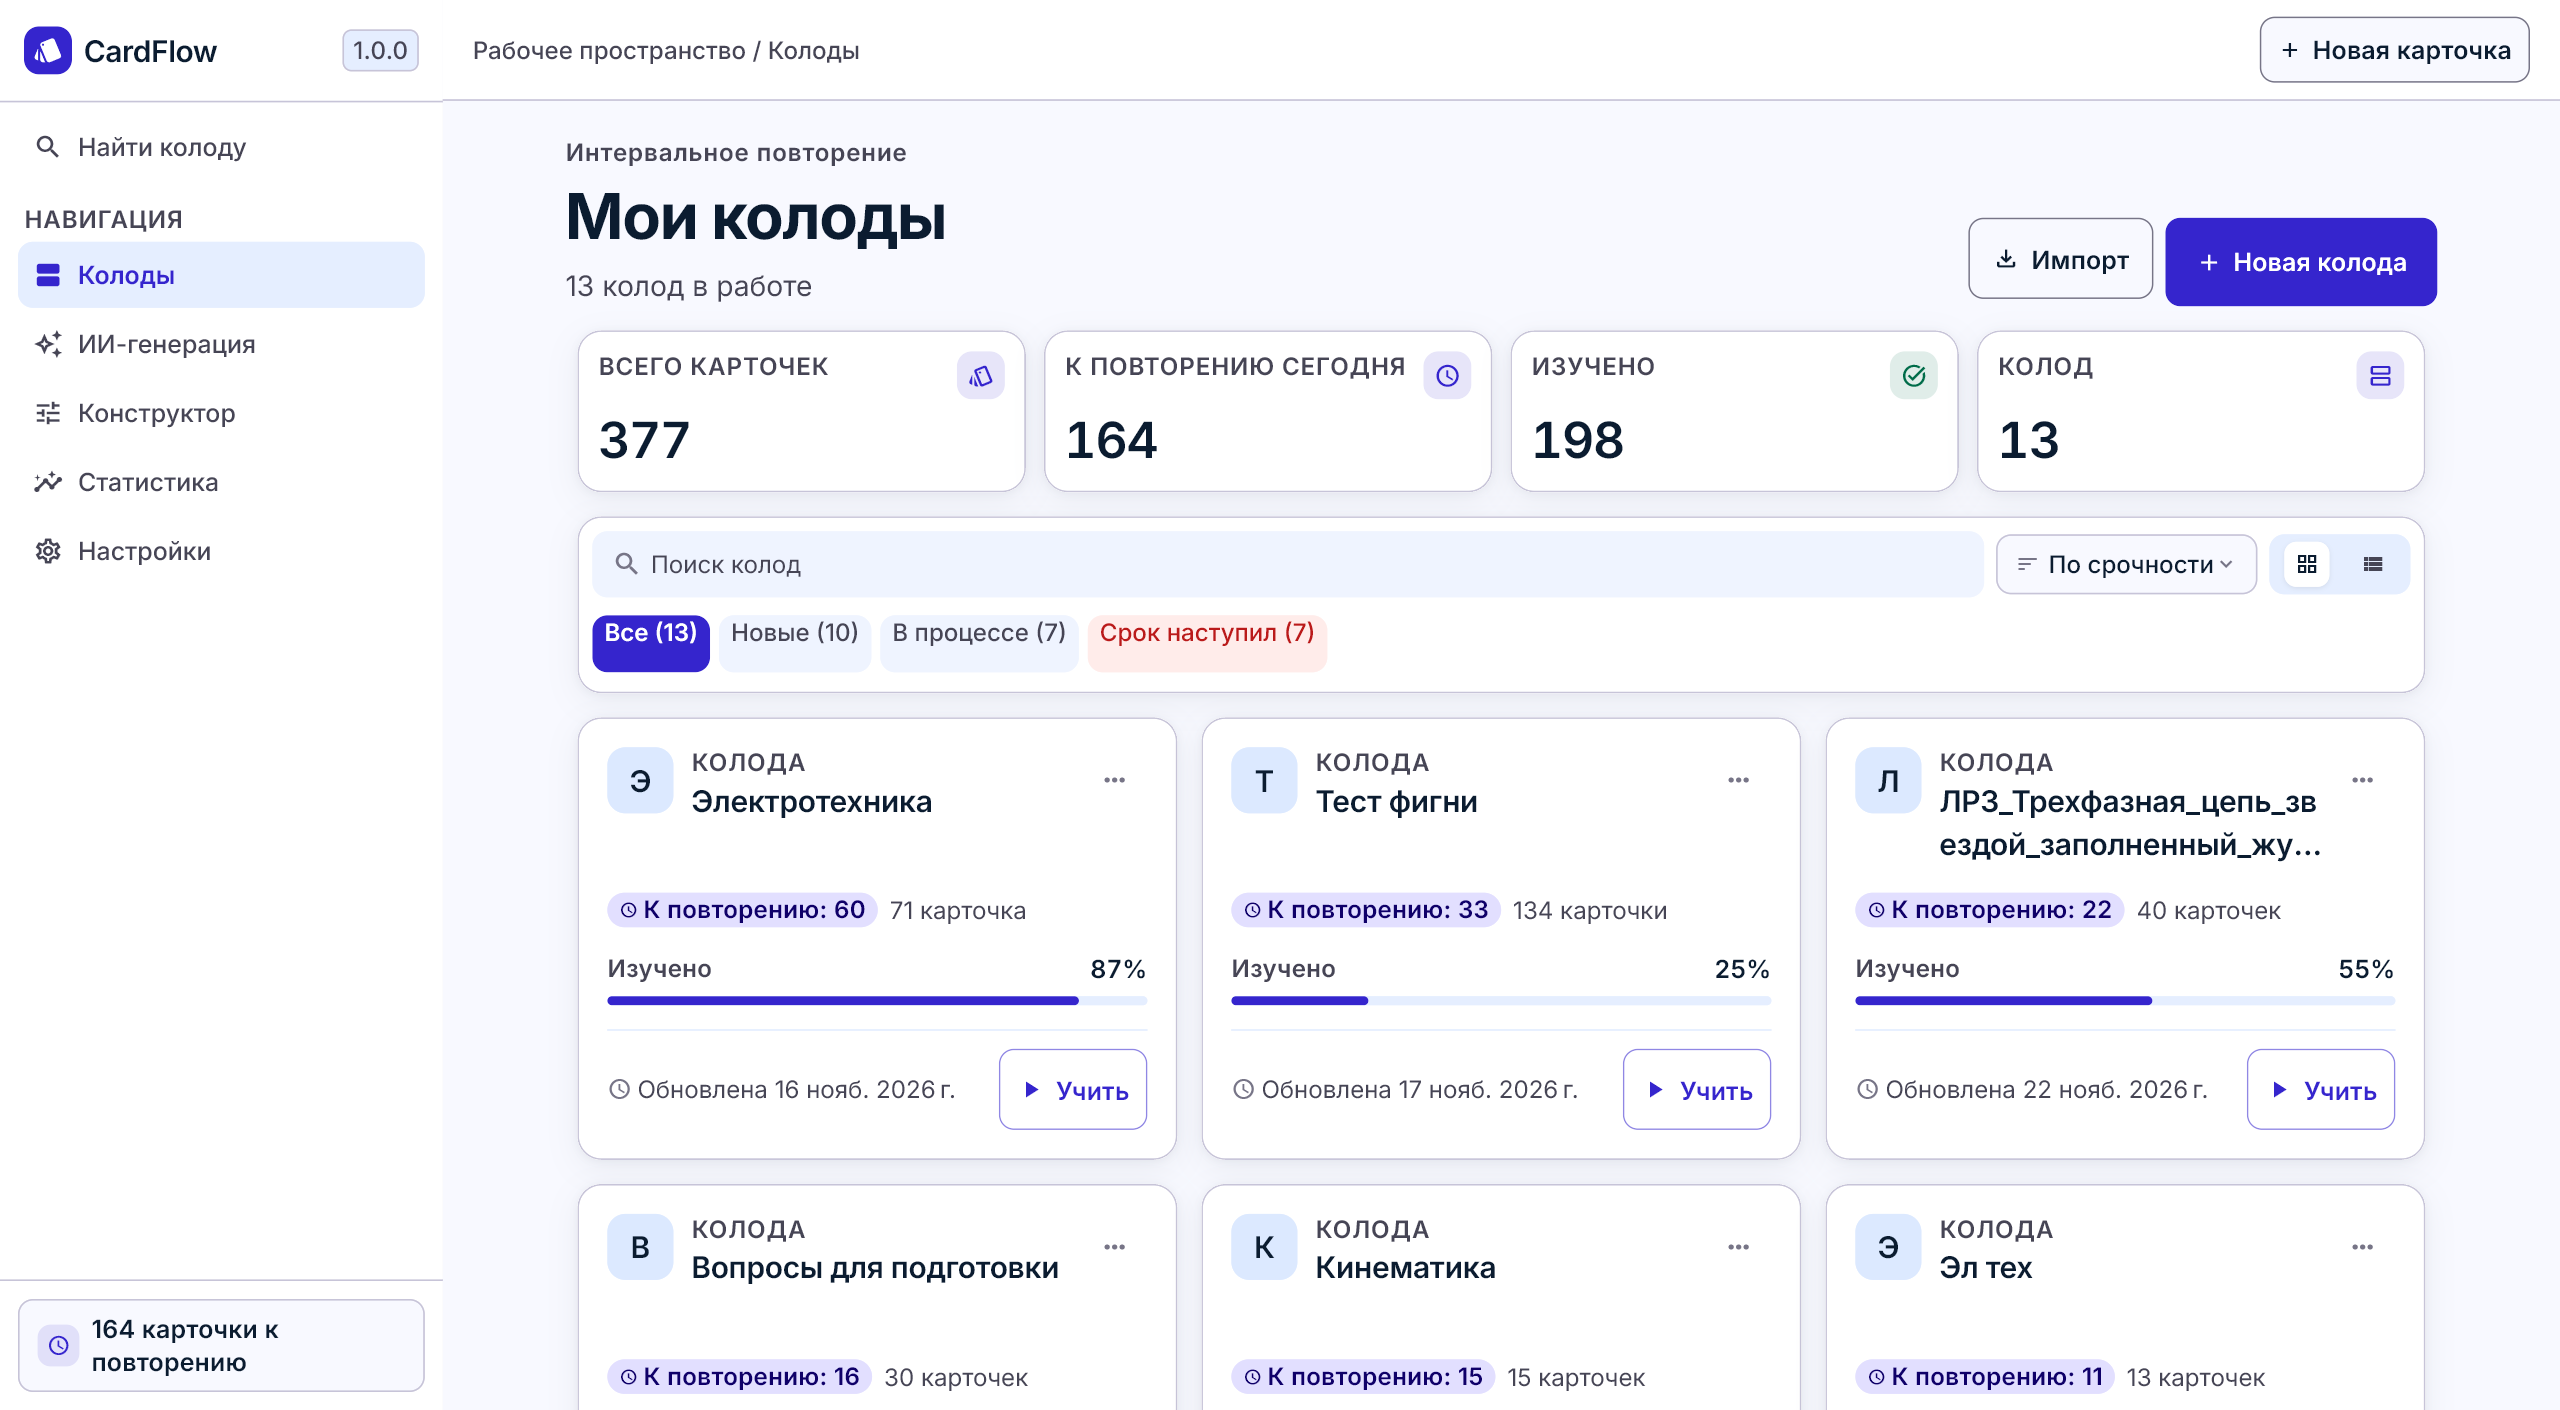 CardFlow
1.0.0
Рабочее пространство / Колоды
+ Новая карточка
Найти колоду
НАВИГАЦИЯ
Колоды
ИИ-генерация
Конструктор
Статистика
Настройки
164 карточки к
повторению
Интервальное повторение
Мои колоды
13 колод в работе
Импорт
+ Новая колода
ВСЕГО КАРТОЧЕК
377
К ПОВТОРЕНИЮ СЕГОДНЯ
164
ИЗУЧЕНО
198
КОЛОД
13
Поиск колод
По срочности
Все (13)
Новые (10)
В процессе (7)
Срок наступил (7)
Э
КОЛОДА
Электротехника
К повторению: 60
71 карточка
Изучено
87%
Обновлена 16 нояб. 2026 г.
Учить
Т
КОЛОДА
Тест фигни
К повторению: 33
134 карточки
Изучено
25%
Обновлена 17 нояб. 2026 г.
Учить
Л
КОЛОДА
ЛР3_Трехфазная_цепь_зв
ездой_заполненный_жу...
К повторению: 22
40 карточек
Изучено
55%
Обновлена 22 нояб. 2026 г.
Учить
В
КОЛОДА
Вопросы для подготовки
К повторению: 16
30 карточек
К
КОЛОДА
Кинематика
К повторению: 15
15 карточек
Э
КОЛОДА
Эл тех
К повторению: 11
13 карточек